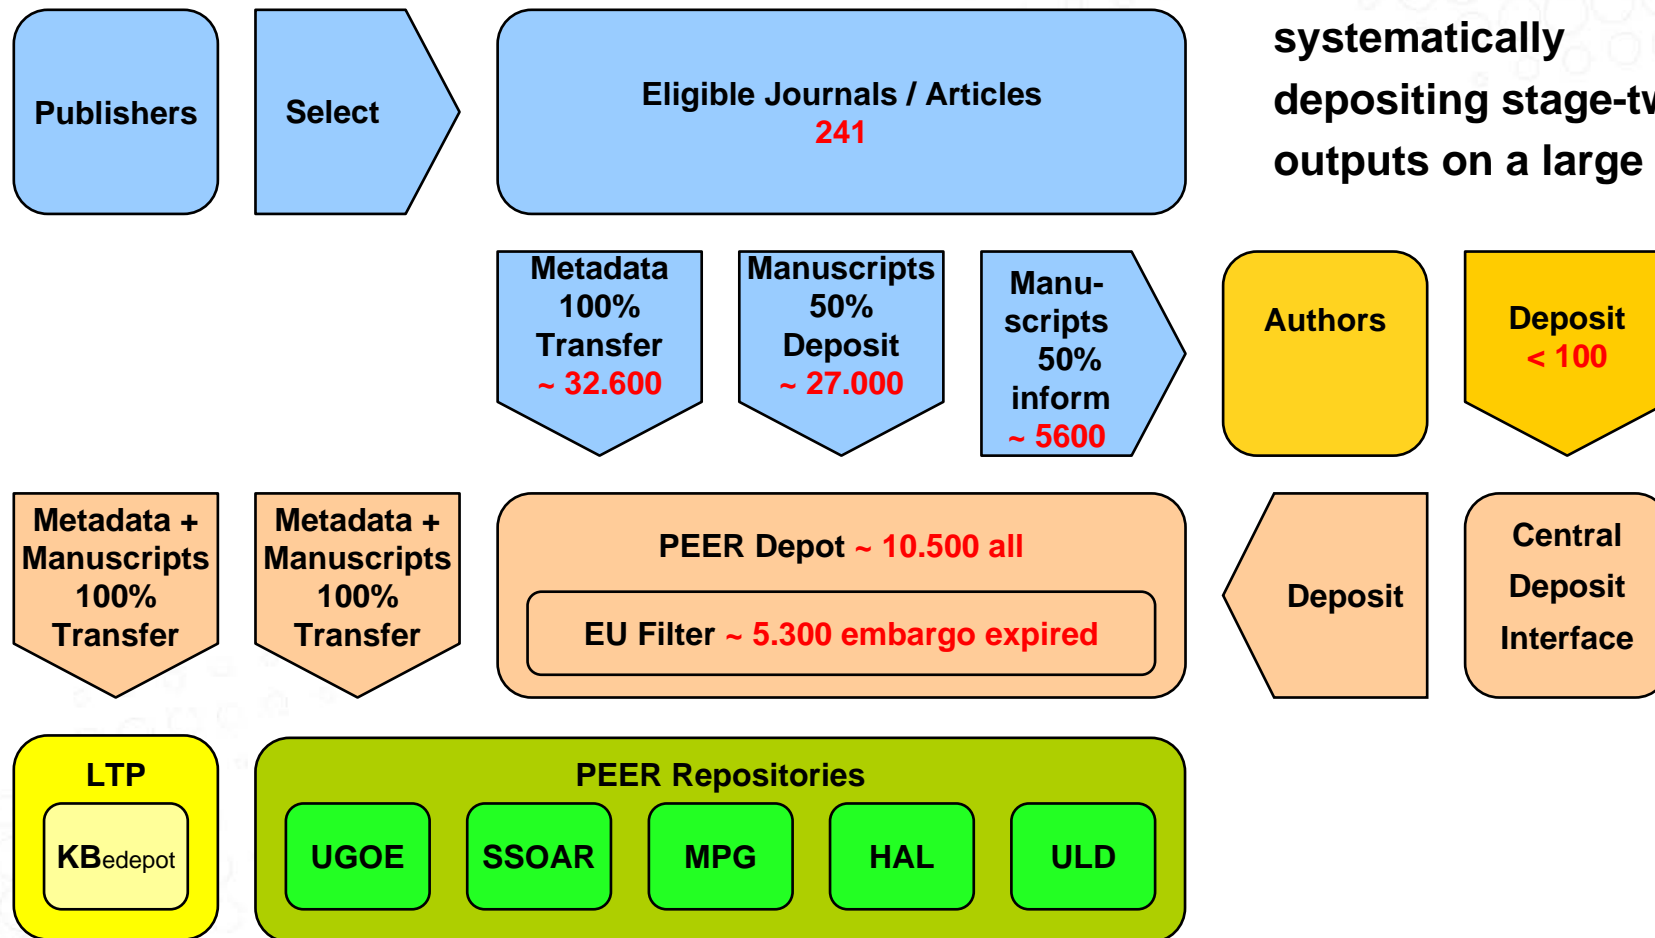 systematically
depositing stage-tw
outputs on a large
Publishers
Select
Eligible Journals / Articles
241
Metadata
100%
Transfer
~ 32.600
Manuscripts
50%
Deposit
~ 27.000
Manu-
scripts
50%
inform
~ 5600
Authors
Deposit
< 100
Metadata +
Manuscripts
100%
Transfer
Metadata +
Manuscripts
100%
Transfer
PEER Depot ~ 10.500 all
EU Filter ~ 5.300 embargo expired
Deposit
Central
Deposit
Interface
LTP
KBedepot
PEER Repositories
UGOE
SSOAR
MPG
HAL
ULD